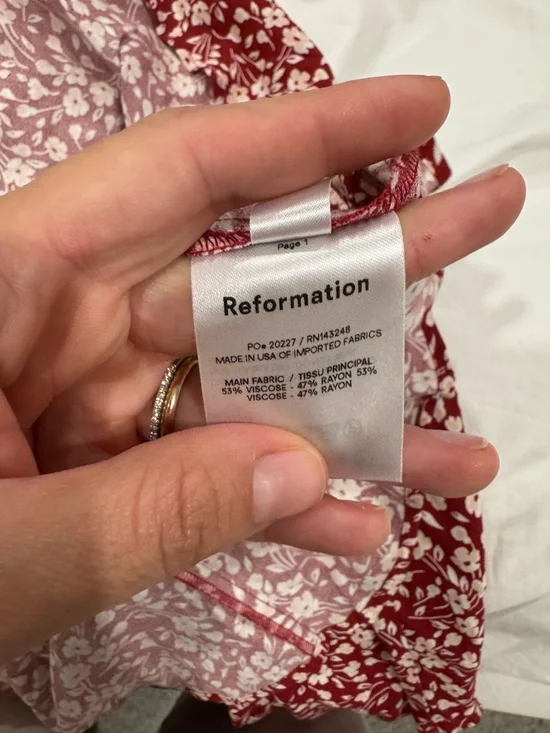 Page 1
Reformation
PO# 20227 / RN143248
MADE IN USA OF IMPORTED FABRICS
MAIN FABRIC / TISSU PRINCIPAL
53% VISCOSE - 47% RAYON 53%
VISCOSE - 47% RAYON